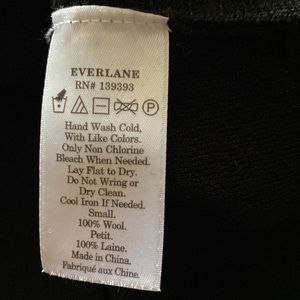 EVERLANE
RN# 139393
P
Hand Wash Cold,
With Like Colors.
Only Non Chlorine
Bleach When Needed.
Lay Flat to Dry.
Do Not Wring or
Dry Clean.
Cool Iron If Needed.
Small.
100% Wool.
Petit.
100% Laine.
Made in China.
Fabriqué aux Chine.